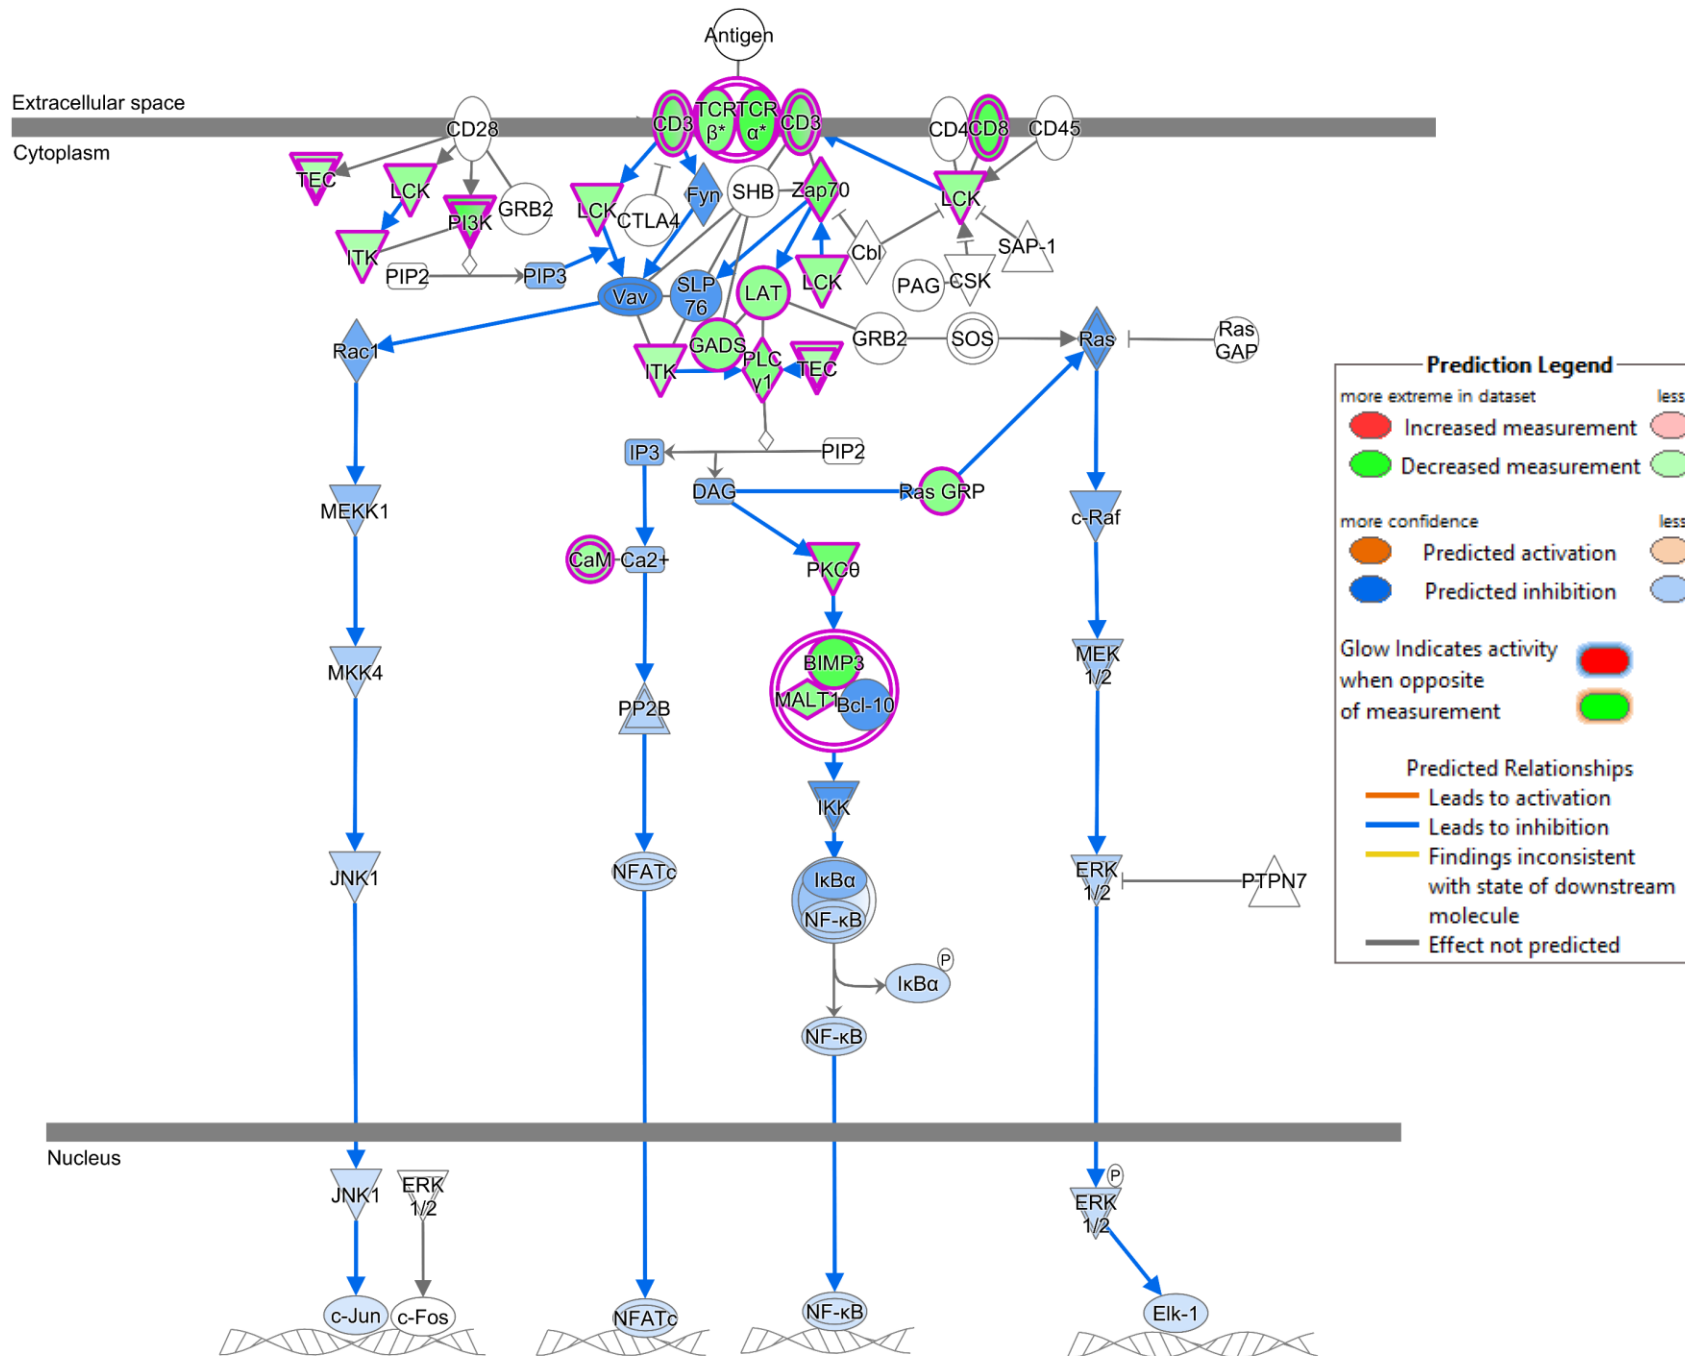 Antigen
Extracellular space
CD28
CD3
TCR
β*
TCR
α*
CD3
CD4
CD8
CD45
Cytoplasm
TEC
LCK
PI3K
GRB2
ITK
LCK
CTLA4
Fyn
SHB
Zap70
LCK
Cbl
SAP-1
PAG
CSK
PIP2
PIP3
Vav
SLP
76
LAT
LCK
Rac1
GADS
ITK
PLC
γ1
TEC
GRB2
SOS
Ras
Ras
GAP
IP3
PIP2
DAG
Ras GRP
MEKK1
c-Raf
CaM
Ca2+
PKCθ
MKK4
PP2B
BIMP3
MALT1
Bcl-10
MEK
1/2
IKK
JNK1
NFATc
IκBα
NF-κB
ERK
1/2
PTPN7
P
IκBα
NF-κB
Nucleus
JNK1
ERK
1/2
P
ERK
1/2
c-Jun
c-Fos
NFATc
NF-κB
Elk-1
Prediction Legend
more extreme in dataset less
Increased measurement
Decreased measurement
more confidence less
Predicted activation
Predicted inhibition
Glow Indicates activity
when opposite
of measurement
Predicted Relationships
Leads to activation
Leads to inhibition
Findings inconsistent
with state of downstream
molecule
Effect not predicted